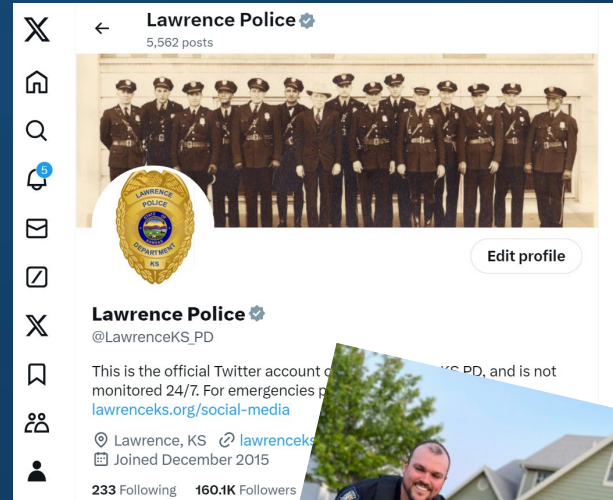 Lawrence Police
5,562 posts
5
LAWRENCE
POLICE
DEPARTMENT
KS
Edit profile
Lawrence Police
@LawrenceKS_PD
This is the official Twitter account KS PD, and is not
monitored 24/7. For emergencies
lawrenceks.org/social-media
Lawrence, KS lawrenceks
Joined December 2015
233 Following 160.1K Followers